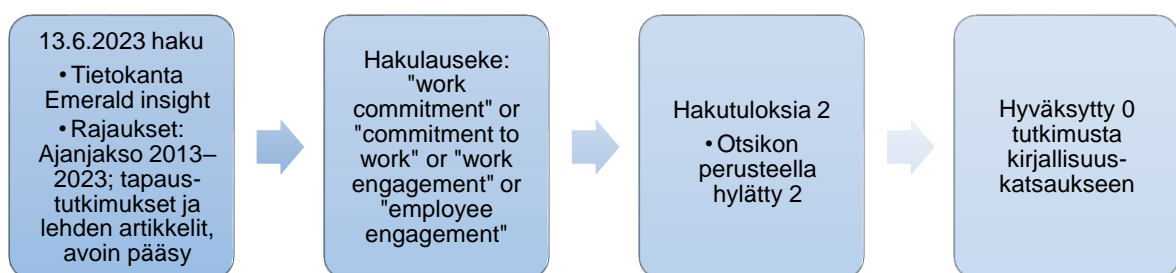 13.6.2023 haku
• Tietokanta
Emerald insight
• Rajaukset:
Ajanjakso 2013–
2023; tapaus-
tutkimukset ja
lehden artikkelit,
avoin pääsy
Hakulauseke:
"work
commitment" or
"commitment to
work" or "work
engagement" or
"employee
engagement"
Hakutuloksia 2
• Otsikon
perusteella
hylätty 2
Hyväksytty 0
tutkimusta
kirjallisuus-
katsaukseen